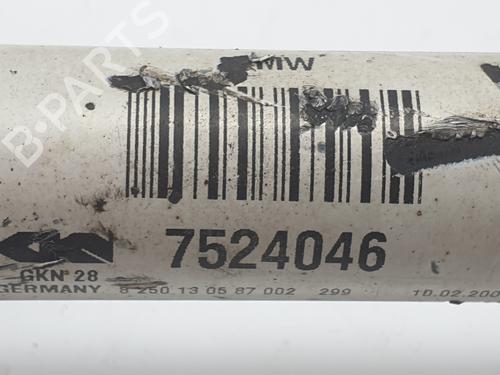 MW
7524046
GKN 28
GERMANY 8 250 13 05 87 002 299 10.02.200
B-PARTS